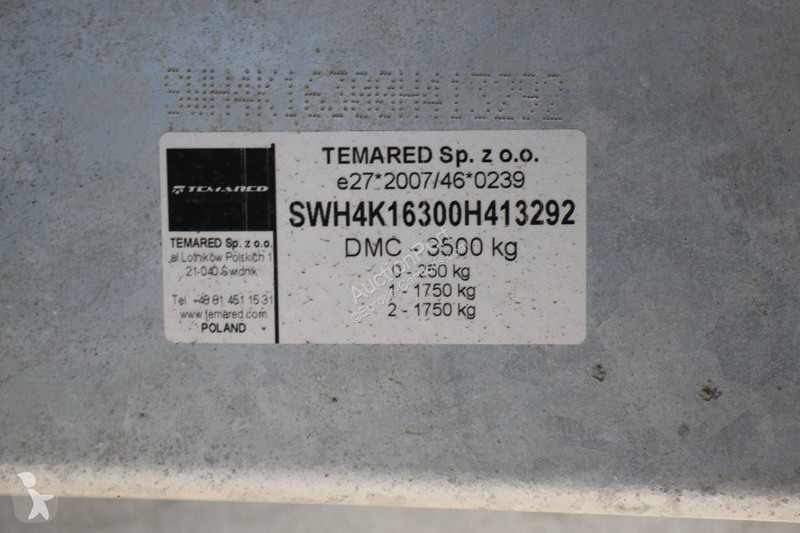 SWH4K16300H413292
TEMARED
TEMARED Sp. z o.o.
al Lotników Polskich 1
21-040 Świdnik
Tel +48 81 451 15 31
www.temared.com
POLAND
TEMARED Sp. z o.o.
e27*2007/46*0239
SWH4K16300H413292
DMC - 3500 kg
0 - 250 kg
1 - 1750 kg
2 - 1750 kg